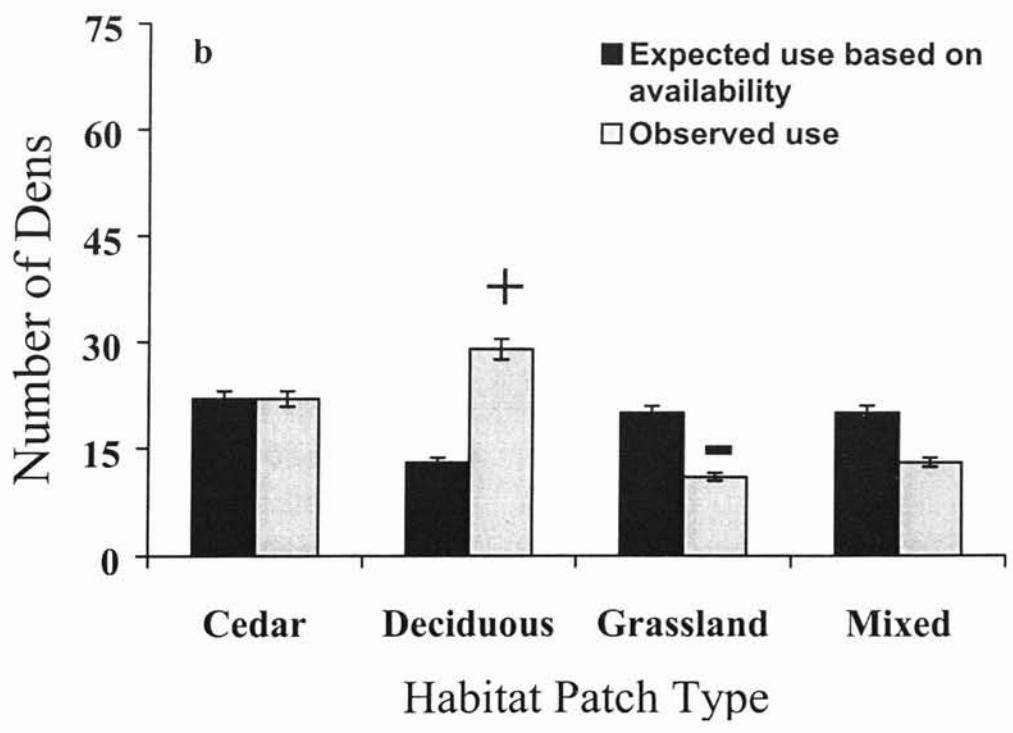 75
b
Expected use based on
availability
Observed use
60
45
30
15
0
Number of Dens
+
-
Cedar Deciduous Grassland Mixed
Habitat Patch Type